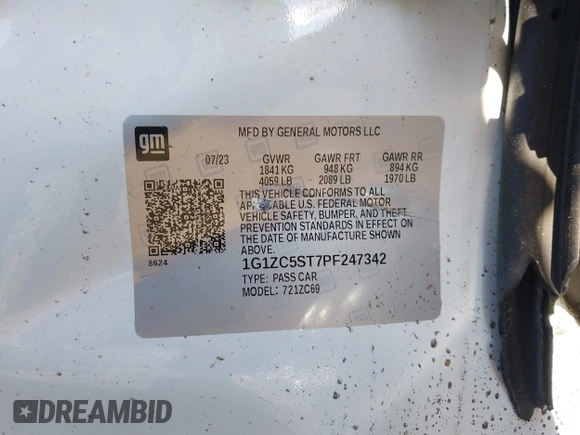 gm
MFD BY GENERAL MOTORS LLC
07/23 GVWR GAWR FRT GAWR RR
1841 KG 948 KG 894 KG
4059 LB 2089 LB 1970 LB
THIS VEHICLE CONFORMS TO ALL
APPLICABLE U.S. FEDERAL MOTOR
VEHICLE SAFETY, BUMPER, AND THEFT
PREVENTION STANDARDS IN EFFECT ON
THE DATE OF MANUFACTURE SHOWN
ABOVE.
8624
1G1ZC5ST7PF247342
TYPE: PASS CAR
MODEL: 721ZC69
DREAMBID